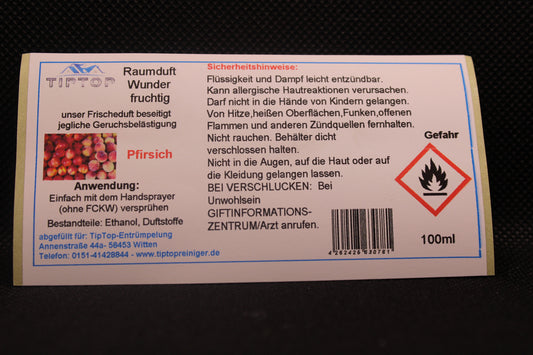 TIPTOP
Raumduft
Wunder
fruchtig
unser Frischeduft beseitigt
jegliche Geruchsbelästigung
Pfirsich
Anwendung:
Einfach mit dem Handsprayer
(ohne FCKW) versprühen
Bestandteile: Ethanol, Duftstoffe
abgefüllt für: TipTop-Entrümpelung
Annenstraße 44a- 58453 Witten
Telefon: 0151-41428844 - www.tiptopreiniger.de
Sicherheitshinweise:
Flüssigkeit und Dampf leicht entzündbar.
Kann allergische Hautreaktionen verursachen.
Darf nicht in die Hände von Kindern gelangen.
Von Hitze,heißen Oberflächen,Funken,offenen
Flammen und anderen Zündquellen fernhalten.
Nicht rauchen. Behälter dicht
verschlossen halten.
Nicht in die Augen, auf die Haut oder auf
die Kleidung gelangen lassen.
BEI VERSCHLUCKEN: Bei
Unwohlsein
GIFTINFORMATIONS-
ZENTRUM/Arzt anrufen.
Gefahr
100ml